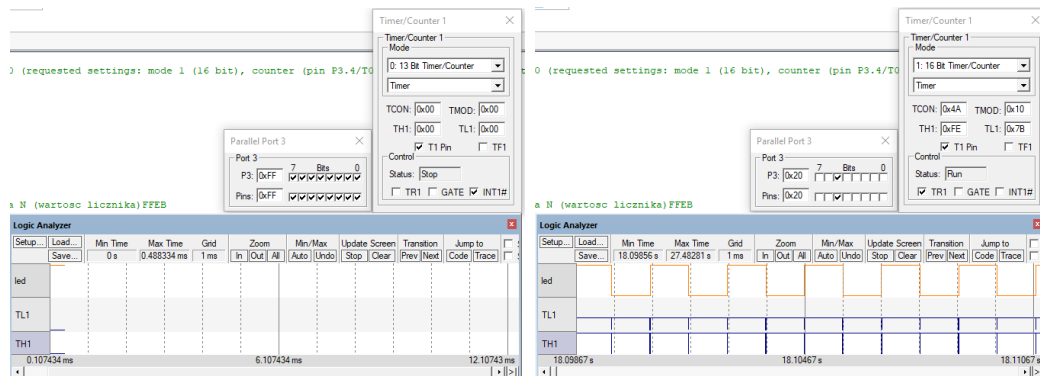 Timer/Counter 1
Timer/Counter 1
Mode
0: 13 Bit Timer/Counter
Timer
0 (requested settings: mode 1 (16 bit), counter (pin P3.4/T0
TCON: 0x00 TMOD: 0x00
TH1: 0x00 TL1: 0x00
T1 Pin TF1
Control
Status: Stop
TR1 GATE INT1#
Parallel Port 3
Port 3
7 Bits 0
P3: 0xFF
Pins: 0xFF
a N (wartosc licznika)FFEB
Logic Analyzer
Setup... Load... Min Time Max Time Grid Zoom Min/Max Update Screen Transition Jump to
Save... 0 s 0.488334 ms 1 ms In Out All Auto Undo Stop Clear Prev Next Code Trace
led
TL1
TH1
0.107434 ms 6.107434 ms 12.10743 ms
Timer/Counter 1
Timer/Counter 1
Mode
1: 16 Bit Timer/Counter
Timer
0 (requested settings: mode 1 (16 bit), counter (pin P3.4/T0
TCON: 0x4A TMOD: 0x10
TH1: 0xFE TL1: 0x7B
T1 Pin TF1
Control
Status: Run
TR1 GATE INT1#
Parallel Port 3
Port 3
7 Bits 0
P3: 0x20
Pins: 0x20
a N (wartosc licznika)FFEB
Logic Analyzer
Setup... Load... Min Time Max Time Grid Zoom Min/Max Update Screen Transition Jump to
Save... 18.09856 s 27.48281 s 1 ms In Out All Auto Undo Stop Clear Prev Next Code Trace
led
TL1
TH1
18.09867 s 18.10467 s 18.11067 s